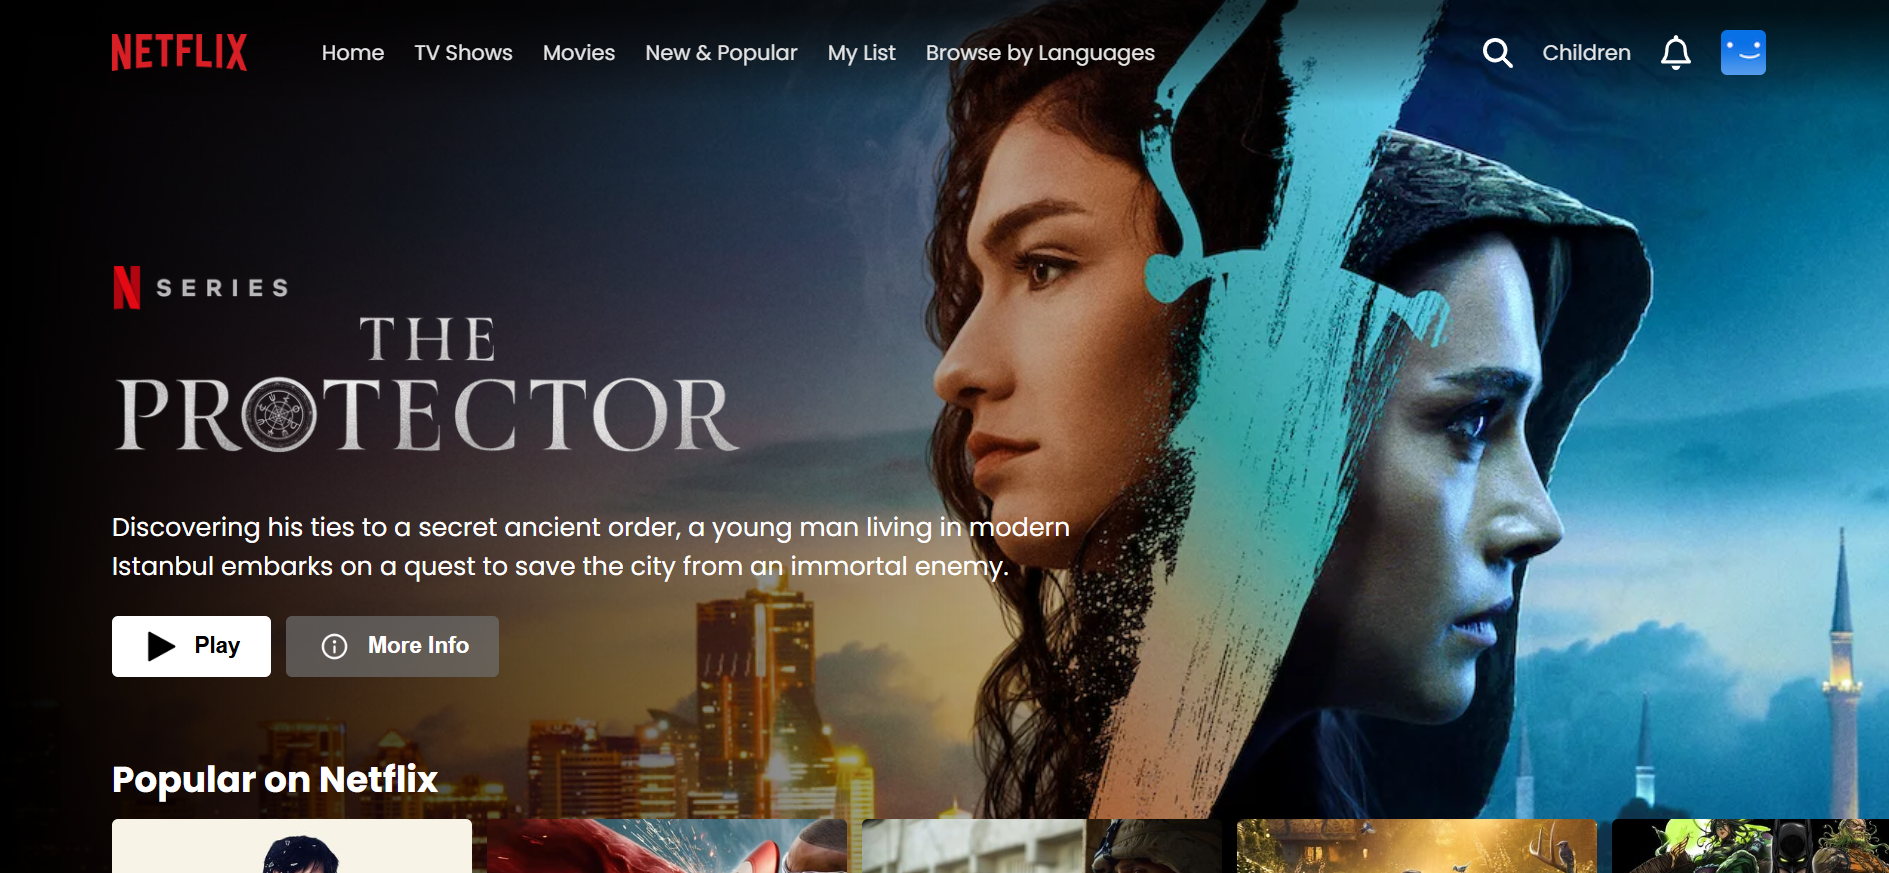 NETFLIX
Home
TV Shows
Movies
New & Popular
My List
Browse by Languages
Children
N SERIES
THE
PROTECTOR
Discovering his ties to a secret ancient order, a young man living in modern
Istanbul embarks on a quest to save the city from an immortal enemy.
Play
More Info
Popular on Netflix